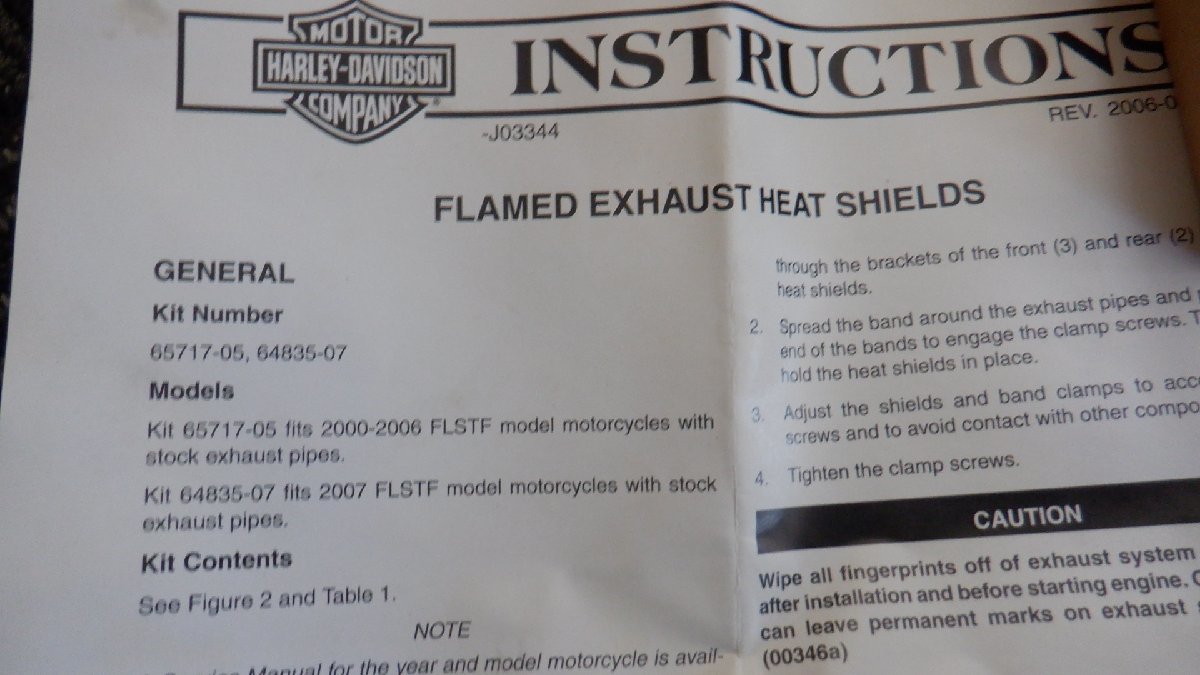 MOTOR
HARLEY-DAVIDSON
COMPANY
INSTRUCTIONS
-J03344
REV. 2006-0
FLAMED EXHAUST HEAT SHIELDS
GENERAL
Kit Number
65717-05, 64835-07
Models
Kit 65717-05 fits 2000-2006 FLSTF model motorcycles with
stock exhaust pipes.
Kit 64835-07 fits 2007 FLSTF model motorcycles with stock
exhaust pipes.
Kit Contents
See Figure 2 and Table 1.
NOTE
Manual for the year and model motorcycle is avail-
through the brackets of the front (3) and rear (2)
heat shields.
2. Spread the band around the exhaust pipes and
end of the bands to engage the clamp screws. T
hold the heat shields in place.
3. Adjust the shields and band clamps to acc
screws and to avoid contact with other compo
4. Tighten the clamp screws.
CAUTION
Wipe all fingerprints off of exhaust system
after installation and before starting engine. O
can leave permanent marks on exhaust
(00346a)